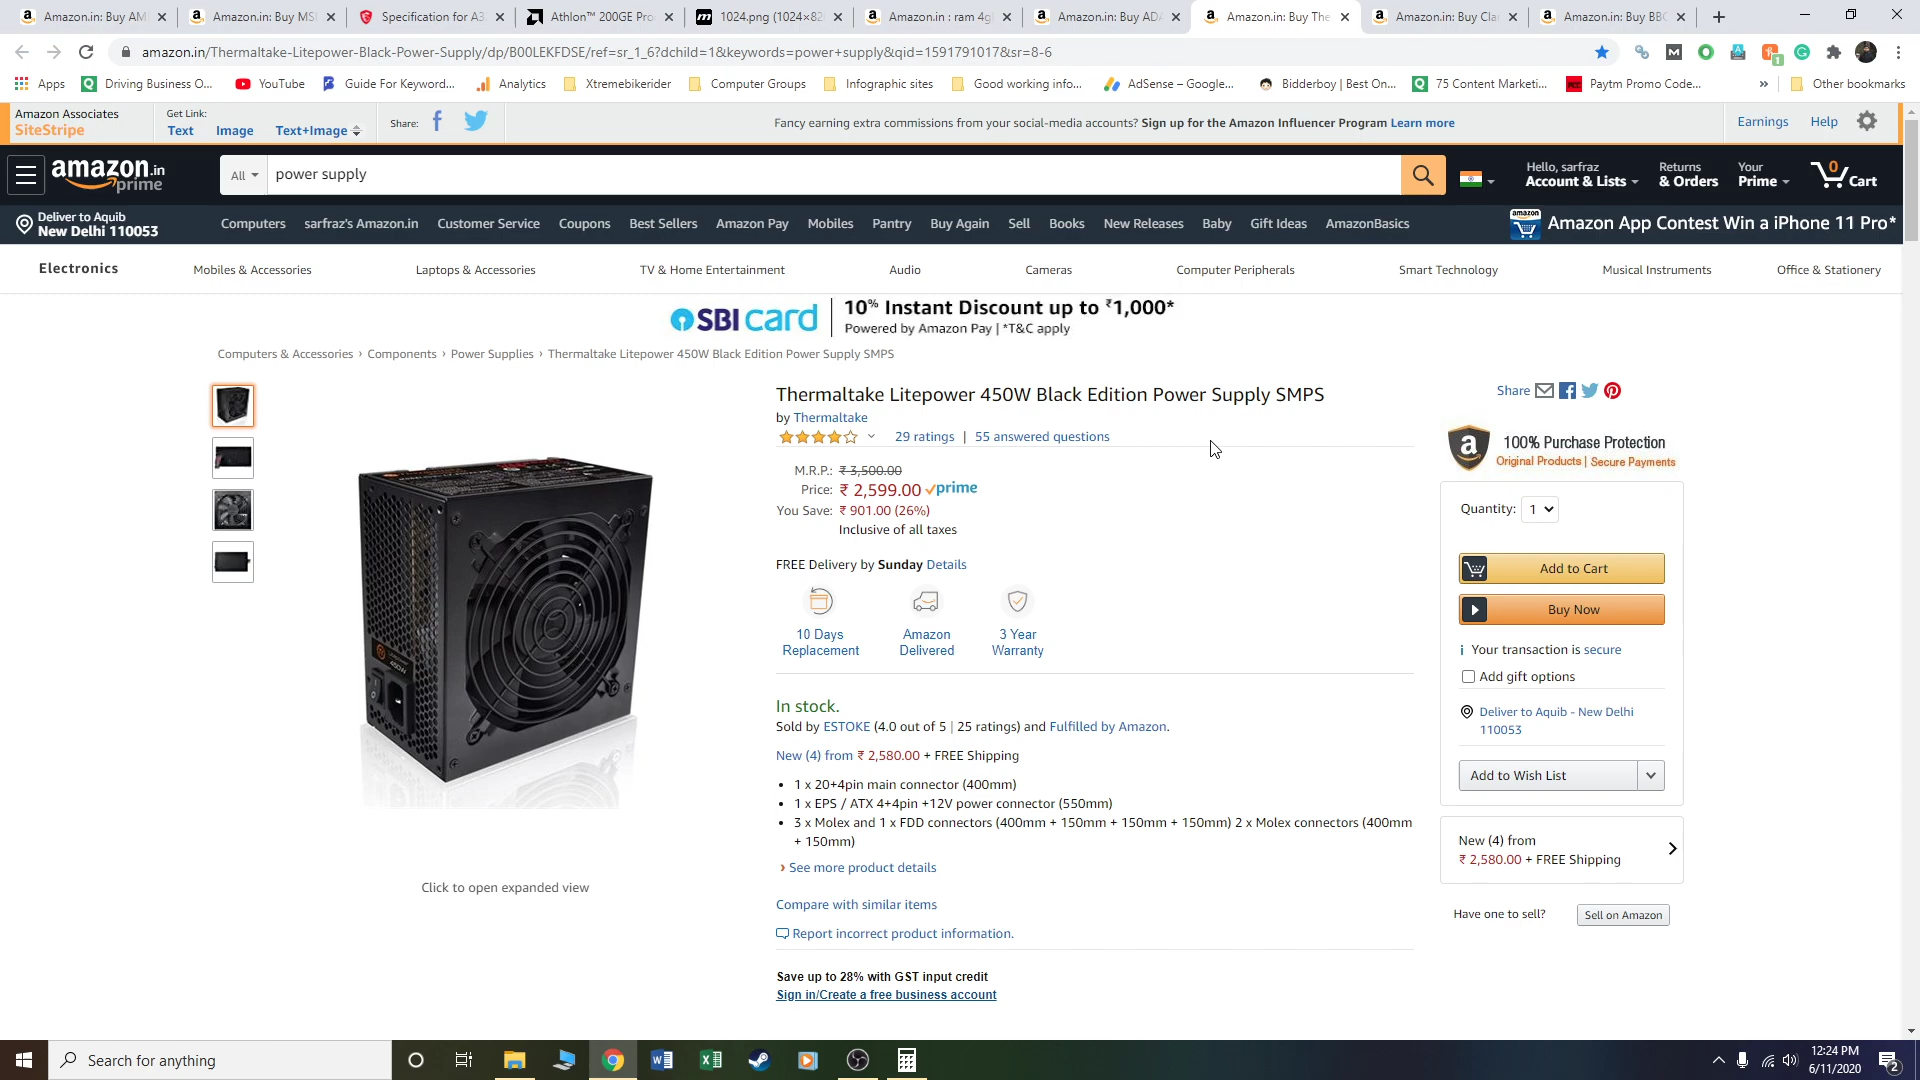 Amazon.in: Buy AM
Amazon.in: Buy MSI
Specification for A3
Athlon™ 200GE Pro
1024.png (1024×82
Amazon.in : ram 4g
Amazon.in: Buy ADA
Amazon.in: Buy The
Amazon.in: Buy Cla
Amazon.in: Buy BBC
amazon.in/Thermaltake-Litepower-Black-Power-Supply/dp/B00LEKFDSE/ref=sr_1_6?dchild=1&keywords=power+supply&qid=1591791017&sr=8-6
Apps
Driving Business O...
YouTube
Guide For Keyword...
Analytics
Xtremebikerider
Computer Groups
Infographic sites
Good working info...
AdSense – Google...
Bidderboy | Best On...
75 Content Marketi...
Paytm Promo Code...
»
Other bookmarks
Amazon Associates
SiteStripe
Get Link:
Text Image Text+Image
Share:
Fancy earning extra commissions from your social-media accounts? Sign up for the Amazon Influencer Program Learn more
Earnings Help
amazon.in
prime
All
power supply
Hello, sarfraz
Account & Lists
Returns
& Orders
Your
Prime
0
Cart
Deliver to Aquib
New Delhi 110053
Computers sarfraz's Amazon.in Customer Service Coupons Best Sellers Amazon Pay Mobiles Pantry Buy Again Sell Books New Releases Baby Gift Ideas AmazonBasics
amazon
Amazon App Contest Win a iPhone 11 Pro*
Electronics Mobiles & Accessories Laptops & Accessories TV & Home Entertainment Audio Cameras Computer Peripherals Smart Technology Musical Instruments Office & Stationery
SBI card
10% Instant Discount up to ₹1,000*
Powered by Amazon Pay | *T&C apply
Computers & Accessories › Components › Power Supplies › Thermaltake Litepower 450W Black Edition Power Supply SMPS
Thermaltake Litepower 450W Black Edition Power Supply SMPS
by Thermaltake
29 ratings | 55 answered questions
M.R.P.: ₹ 3,500.00
Price: ₹ 2,599.00 prime
You Save: ₹ 901.00 (26%)
Inclusive of all taxes
FREE Delivery by Sunday Details
10 Days
Replacement
Amazon
Delivered
3 Year
Warranty
In stock.
Sold by ESTOKE (4.0 out of 5 | 25 ratings) and Fulfilled by Amazon.
New (4) from ₹ 2,580.00 + FREE Shipping
• 1 x 20+4pin main connector (400mm)
• 1 x EPS / ATX 4+4pin +12V power connector (550mm)
• 3 x Molex and 1 x FDD connectors (400mm + 150mm + 150mm + 150mm) 2 x Molex connectors (400mm
+ 150mm)
› See more product details
Compare with similar items
Report incorrect product information.
Save up to 28% with GST input credit
Sign in/Create a free business account
Click to open expanded view
450W
Share
100% Purchase Protection
Original Products | Secure Payments
Quantity: 1
Add to Cart
Buy Now
Your transaction is secure
Add gift options
Deliver to Aquib - New Delhi
110053
Add to Wish List
New (4) from
₹ 2,580.00 + FREE Shipping
Have one to sell? Sell on Amazon
Search for anything
12:24 PM
6/11/2020
2